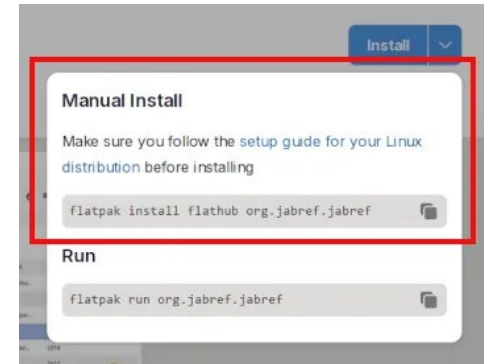 Install
Manual Install
Make sure you follow the setup guide for your Linux
distribution before installing
flatpak install flathub org.jabref.jabref
Run
flatpak run org.jabref.jabref
2016